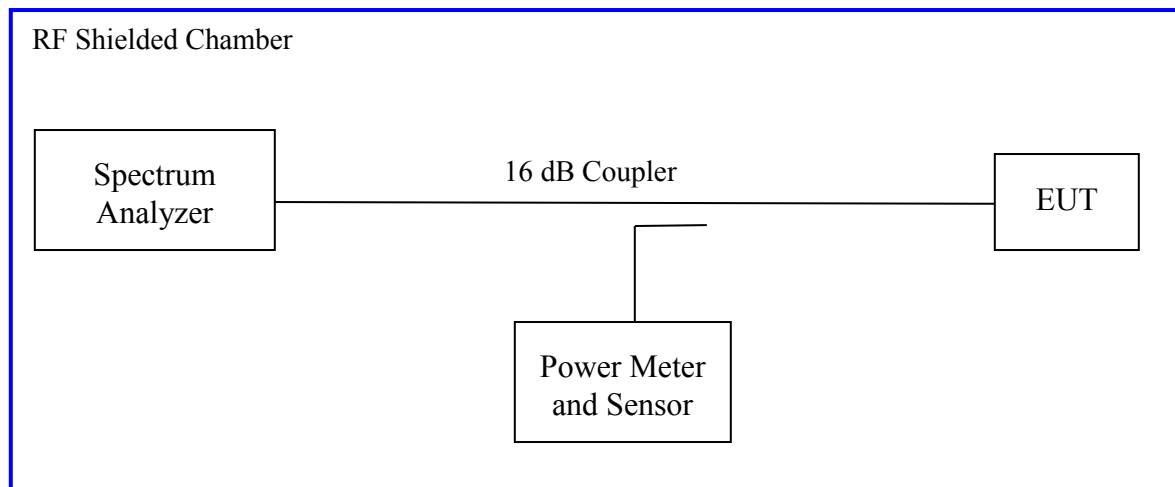 RF Shielded Chamber
Spectrum
Analyzer
16 dB Coupler
EUT
Power Meter
and Sensor